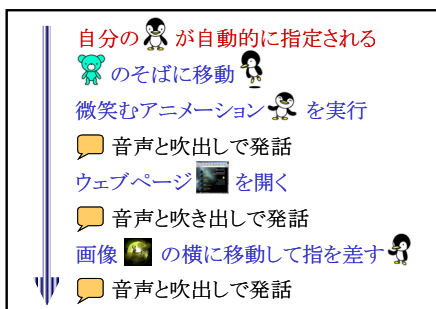 自分の が自動的に指定される
のそばに移動
微笑むアニメーション を実行
音声と吹出しで発話
ウェブページ を開く
音声と吹き出しで発話
画像 の横に移動して指を差す
音声と吹出しで発話